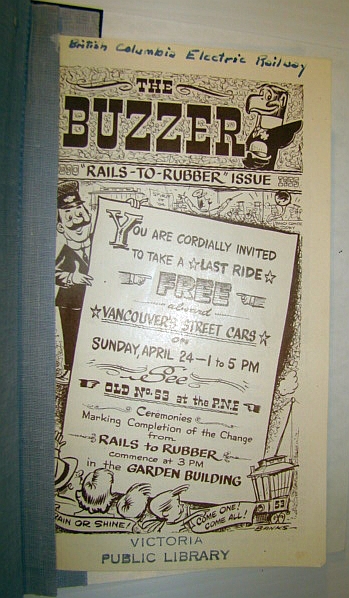 British Columbia Electric Railway
THE
BUZZER
"RAILS-TO-RUBBER" ISSUE
YOU ARE CORDIALLY INVITED
TO TAKE A LAST RIDE
FREE
aboard
VANCOUVER'S STREET CARS
ON
SUNDAY, APRIL 24-1 to 5 PM
See
OLD No. 53 at the P.N.E
Ceremonies
Marking Completion of the Change
from
RAILS to RUBBER
commence at 3 PM
in the GARDEN BUILDING
RAIN OR SHINE!
COME ONE!
COME ALL!
53
BANKS
VICTORIA
PUBLIC LIBRARY